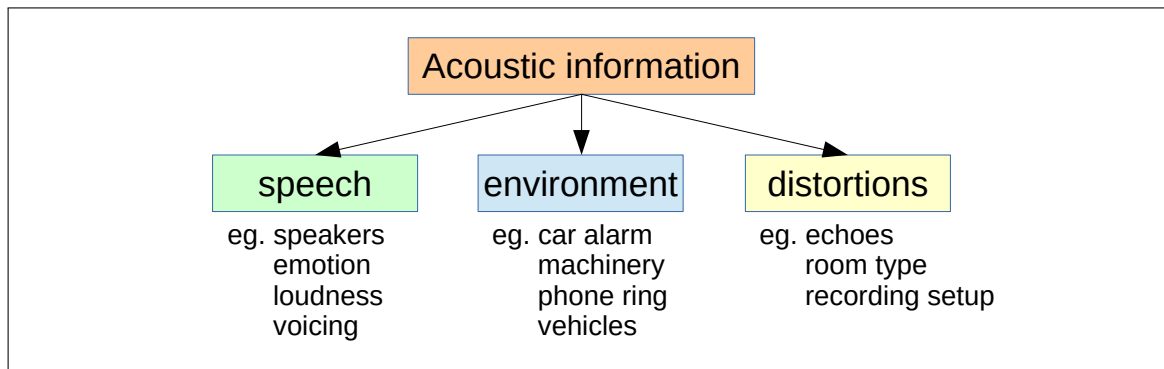 Acoustic information
speech
environment
distortions
eg. speakers
emotion
loudness
voicing
eg. car alarm
machinery
phone ring
vehicles
eg. echoes
room type
recording setup